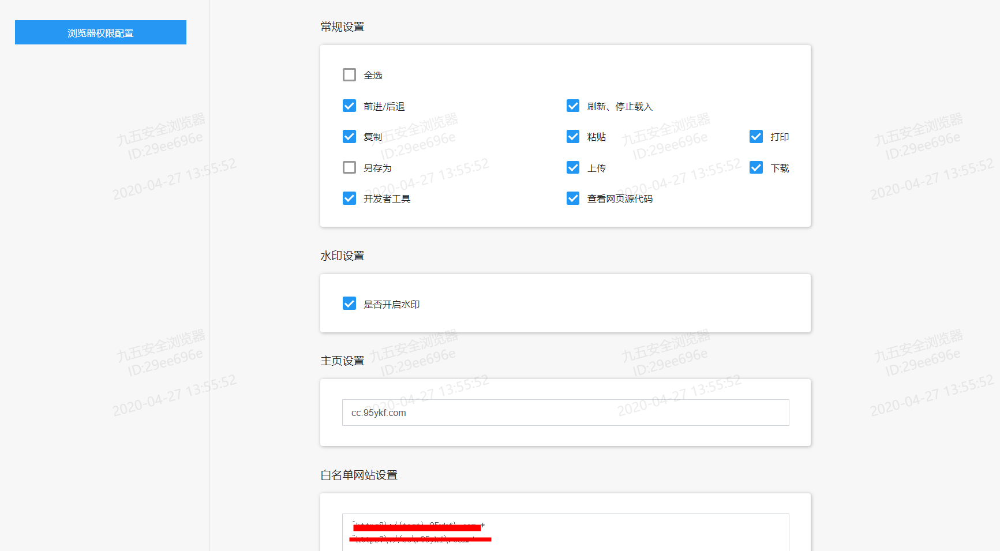 浏览器权限配置
常规设置
全选
前进/后退
刷新、停止载入
复制
粘贴
打印
另存为
上传
下载
开发者工具
查看网页源代码
水印设置
是否开启水印
主页设置
cc.95ykf.com
白名单网站设置
九五安全浏览器
ID:29ee696e
2020-04-27 13:55:52
九五安全浏览器
ID:29ee696e
2020-04-27 13:55:52
九五安全浏览器
ID:29ee696e
2020-04-27 13:55:52
九五安全浏览器
ID:29ee696e
2020-04-27 13:55:52
九五安全浏览器
ID:29ee696e
2020-04-27 13:55:52
九五安全浏览器
ID:29ee696e
2020-04-27 13:55:52
九五安全浏览器
ID:29ee696e
2020-04-27 13:55:52
九五安全浏览器
ID:29ee696e
2020-04-27 13:55:52